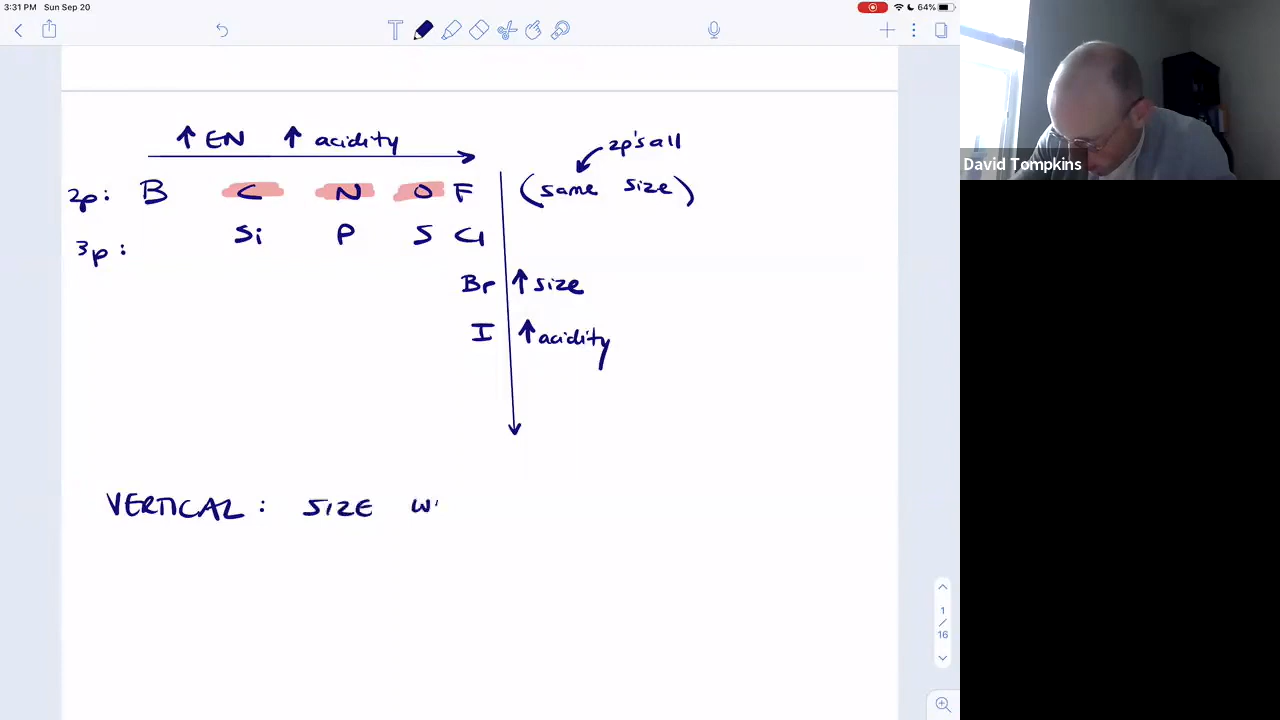 3:31 PM Sun Sep 20
64%
↑ EN ↑ acidity
2p's all
2p: B C N O F (same size)
3p: Si P S Cl
Br ↑ size
I ↑ acidity
VERTICAL: SIZE
1
/
16
David Tompkins